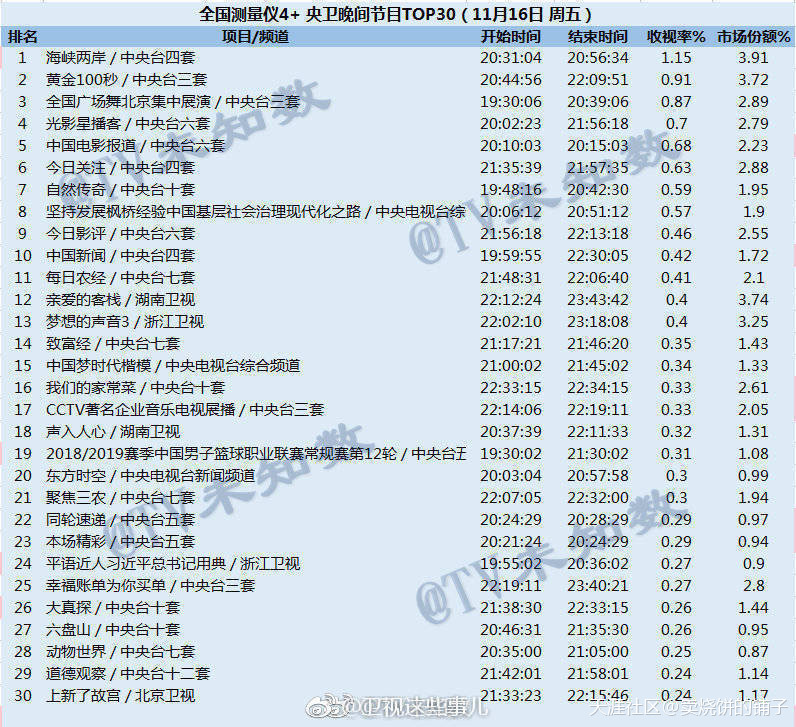 全国测量仪4+ 央卫晚间节目TOP30（11月16日 周五）
排名 项目/频道 开始时间 结束时间 收视率% 市场份额%
1 海峡两岸 / 中央台四套 20:31:04 20:56:34 1.15 3.91
2 黄金100秒 / 中央台三套 20:44:56 22:09:51 0.91 3.72
3 全国广场舞北京集中展演 / 中央台三套 19:30:06 20:39:06 0.87 2.89
4 光影星播客 / 中央台六套 20:02:23 21:56:18 0.7 2.79
5 中国电影报道 / 中央台六套 20:10:03 20:15:03 0.68 2.23
6 今日关注 / 中央台四套 21:35:39 21:57:35 0.63 2.88
7 自然传奇 / 中央台十套 19:48:16 20:42:30 0.59 1.95
8 坚持发展枫桥经验中国基层社会治理现代化之路 / 中央电视台综 20:06:12 20:51:12 0.57 1.9
9 今日影评 / 中央台六套 21:56:18 22:13:18 0.46 2.55
10 中国新闻 / 中央台四套 19:59:55 22:30:05 0.42 1.72
11 每日农经 / 中央台七套 21:48:31 22:06:40 0.41 2.1
12 亲爱的客栈 / 湖南卫视 22:12:24 23:43:42 0.4 3.74
13 梦想的声音3 / 浙江卫视 22:02:10 23:18:08 0.4 3.25
14 致富经 / 中央台七套 21:17:21 21:46:20 0.35 1.43
15 中国梦时代楷模 / 中央电视台综合频道 21:00:02 21:45:02 0.34 1.33
16 我们的家常菜 / 中央台十套 22:33:15 22:34:15 0.33 2.61
17 CCTV著名企业音乐电视展播 / 中央台三套 22:14:06 22:19:11 0.33 2.05
18 声入人心 / 湖南卫视 20:37:39 22:11:33 0.32 1.31
19 2018/2019赛季中国男子篮球职业联赛常规赛第12轮 / 中央台五 19:30:02 21:30:02 0.31 1.08
20 东方时空 / 中央电视台新闻频道 20:03:04 20:57:58 0.3 0.99
21 聚焦三农 / 中央台七套 22:07:05 22:32:00 0.3 1.94
22 同轮速递 / 中央台五套 20:24:29 20:28:29 0.29 0.97
23 本场精彩 / 中央台五套 20:21:24 20:24:29 0.29 0.94
24 平语近人习近平总书记用典 / 浙江卫视 19:55:02 20:36:02 0.27 0.9
25 幸福账单为你买单 / 中央台三套 22:19:11 23:40:21 0.27 2.8
26 大真探 / 中央台十套 21:38:30 22:33:15 0.26 1.44
27 六盘山 / 中央台十套 20:46:31 21:35:30 0.26 0.95
28 动物世界 / 中央台七套 20:35:00 21:05:00 0.25 0.87
29 道德观察 / 中央台十二套 21:42:01 21:58:01 0.24 1.14
30 上新了故宫 / 北京卫视 21:33:23 22:15:46 0.24 1.17
@TV未知数
@TV未知数
@TV未知数
@TV未知数
@卫视这些事儿
天涯社区@卖烧饼的铺子